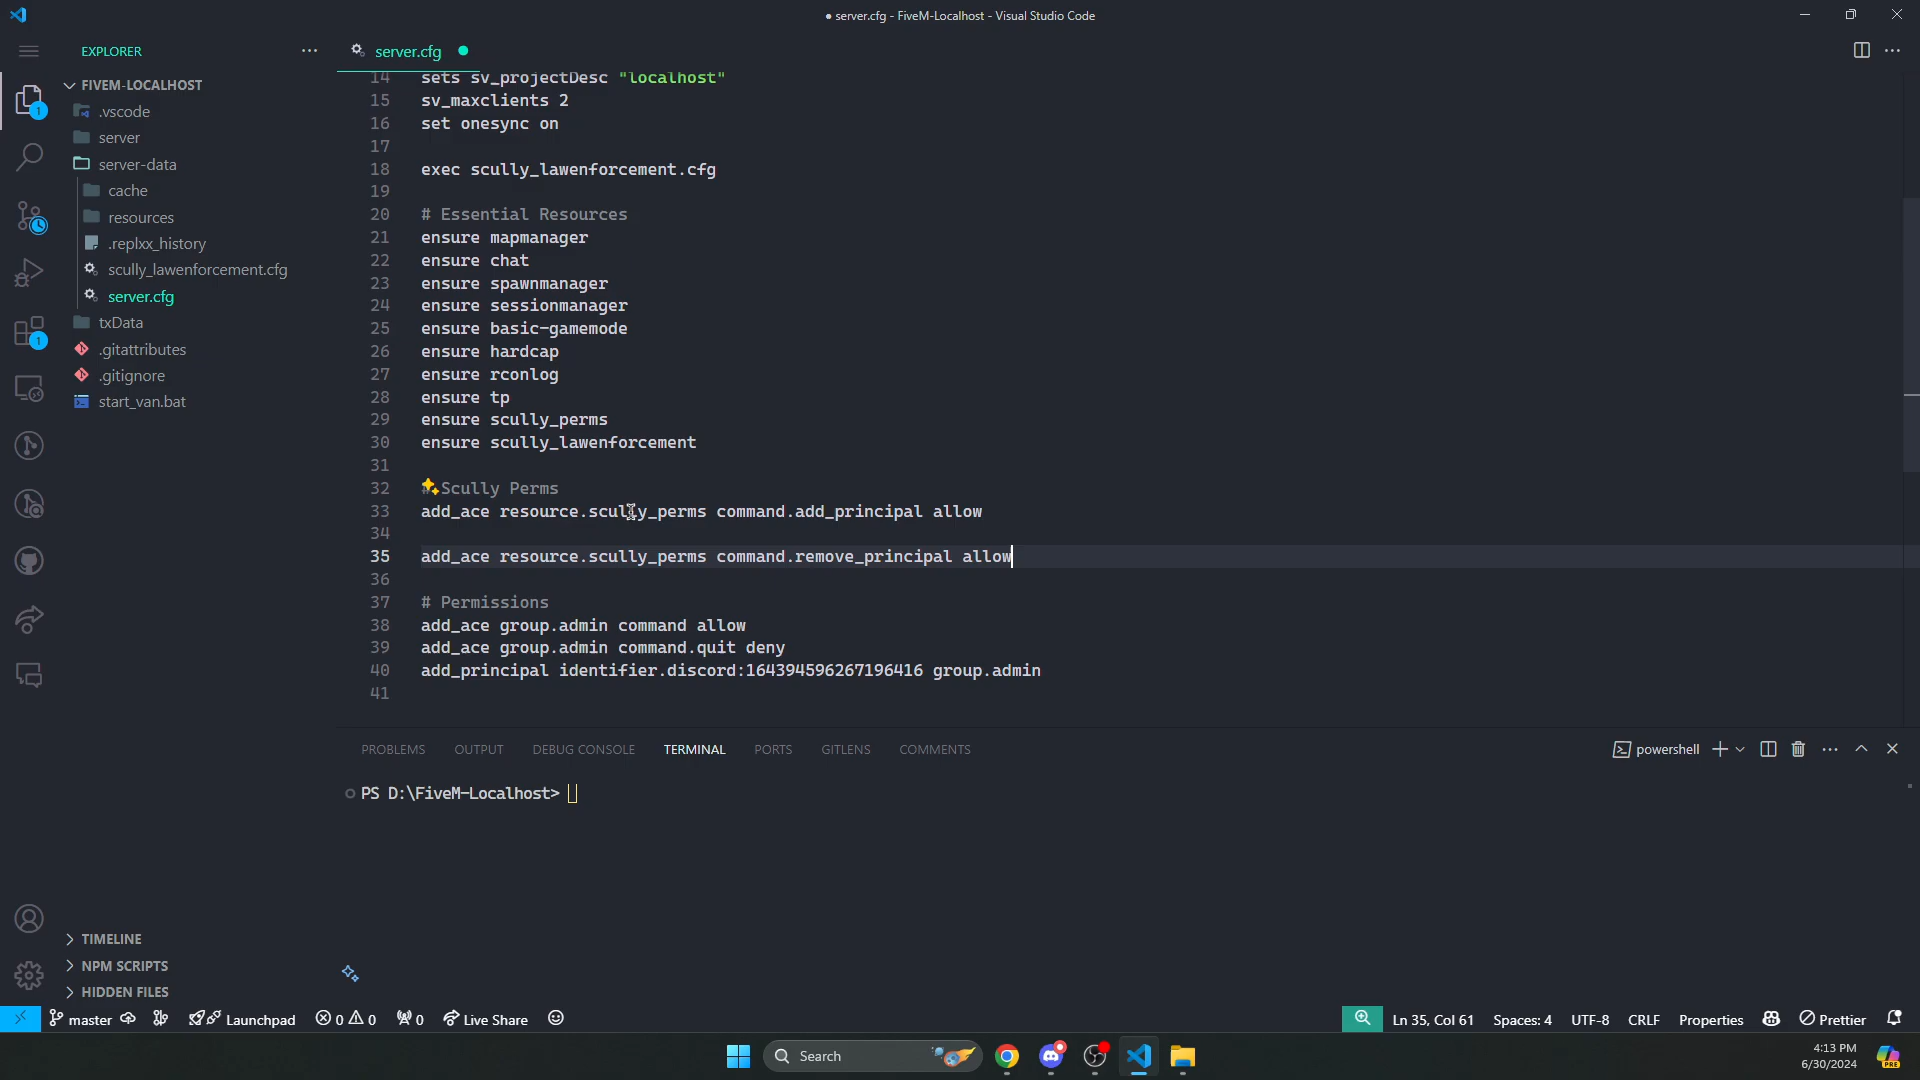 ● server.cfg - FiveM-Localhost - Visual Studio Code
EXPLORER
server.cfg
FIVEM-LOCALHOST
.vscode
server
server-data
cache
resources
.replxx_history
scully_lawenforcement.cfg
server.cfg
txData
.gitattributes
.gitignore
start_van.bat
14 sets sv_projectDesc "localhost"
15 sv_maxclients 2
16 set onesync on
17
18 exec scully_lawenforcement.cfg
19
20 # Essential Resources
21 ensure mapmanager
22 ensure chat
23 ensure spawnmanager
24 ensure sessionmanager
25 ensure basic-gamemode
26 ensure hardcap
27 ensure rconlog
28 ensure tp
29 ensure scully_perms
30 ensure scully_lawenforcement
31
32 # Scully Perms
33 add_ace resource.scully_perms command.add_principal allow
34
35 add_ace resource.scully_perms command.remove_principal allow
36
37 # Permissions
38 add_ace group.admin command allow
39 add_ace group.admin command.quit deny
40 add_principal identifier.discord:164394596267196416 group.admin
41
PROBLEMS OUTPUT DEBUG CONSOLE TERMINAL PORTS GITLENS COMMENTS
powershell
PS D:\FiveM-Localhost>
1
1
TIMELINE
NPM SCRIPTS
HIDDEN FILES
master Launchpad 0 0 0 Live Share
Ln 35, Col 61 Spaces: 4 UTF-8 CRLF Properties Prettier
Search
4:13 PM
6/30/2024
PRE